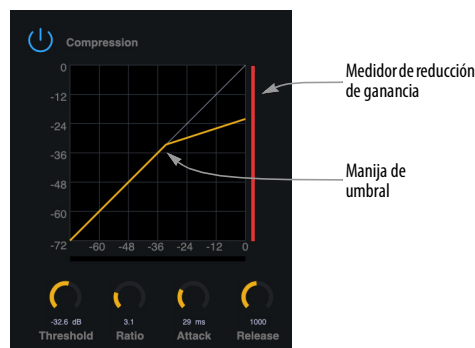 Compression
0
-12
-24
-36
-48
-60
-72
-60 -48 -36 -24 -12 0
Medidor de reducción
de ganancia
Manija de
umbral
-32.6 dB 3.1 29 ms 1000
Threshold Ratio Attack Release